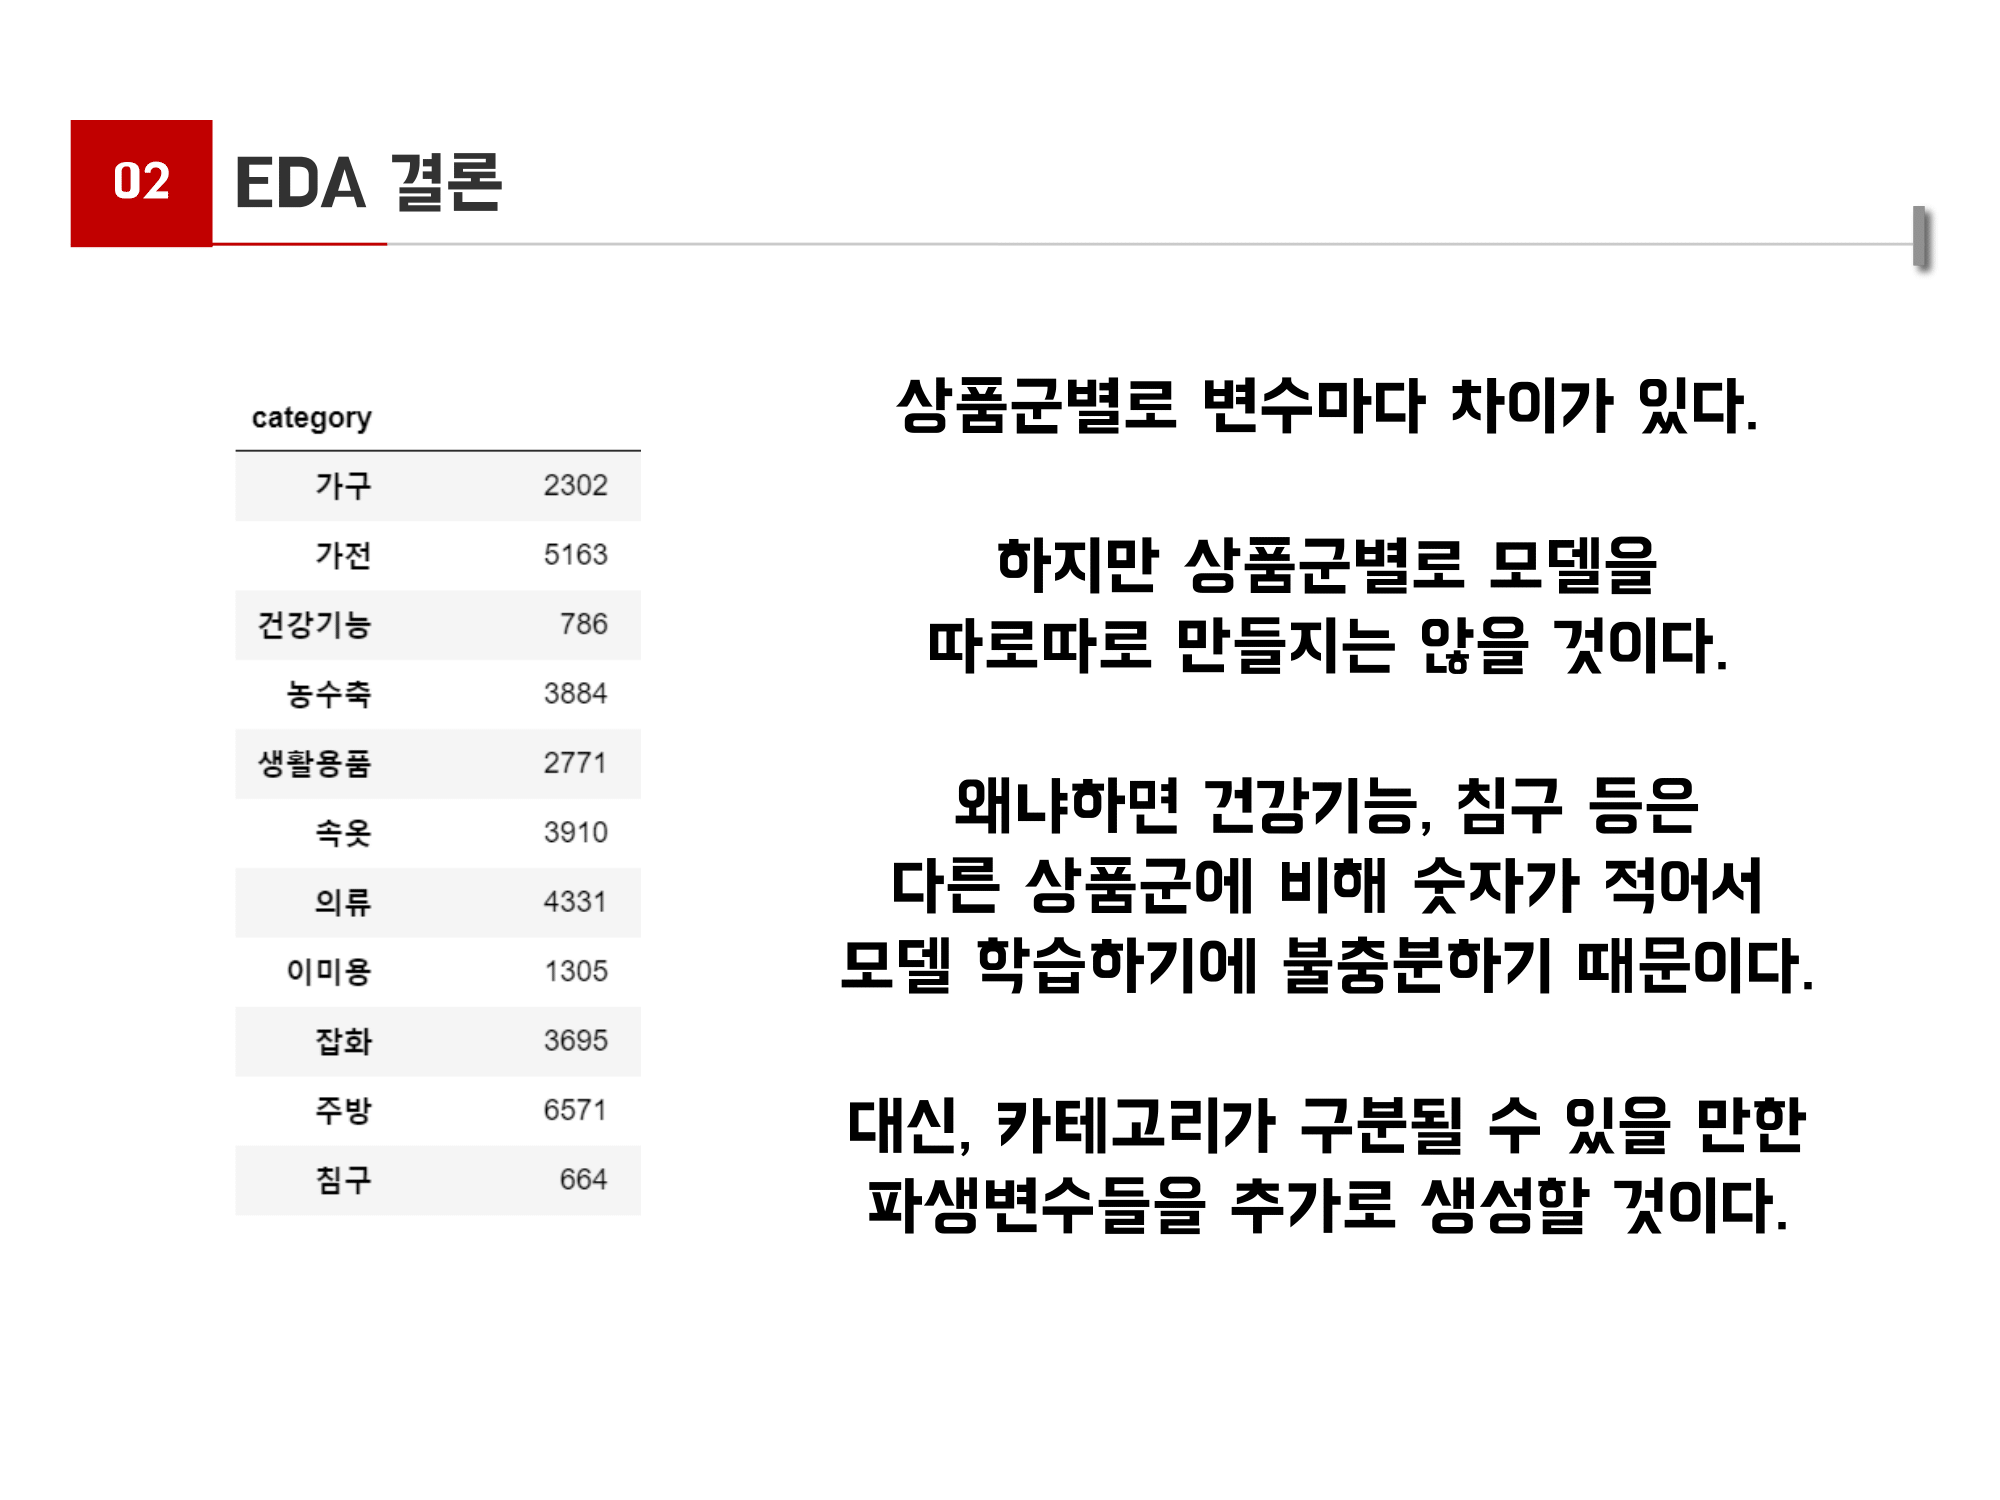 02
EDA 결론
category
가구 2302
가전 5163
건강기능 786
농수축 3884
생활용품 2771
속옷 3910
의류 4331
이미용 1305
잡화 3695
주방 6571
침구 664
상품군별로 변수마다 차이가 있다.
하지만 상품군별로 모델을
따로따로 만들지는 않을 것이다.
왜냐하면 건강기능, 침구 등은
다른 상품군에 비해 숫자가 적어서
모델 학습하기에 불충분하기 때문이다.
대신, 카테고리가 구분될 수 있을 만한
파생변수들을 추가로 생성할 것이다.